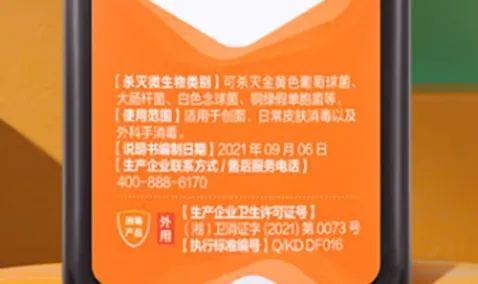 【杀灭微生物类别】可杀灭金黄色葡萄球菌、
大肠杆菌、白色念球菌、铜绿假单胞菌等。
【使用范围】适用于创面、日常皮肤消毒以及
外科手消毒。
【说明书编制日期】2021年09月06日
【生产企业联系方式/售后服务电话】
400-888-6170
消毒
产品
外用
【生产企业卫生许可证号】
(湘)卫消证字(2021)第0073号
【执行标准编号】Q/KD DF016